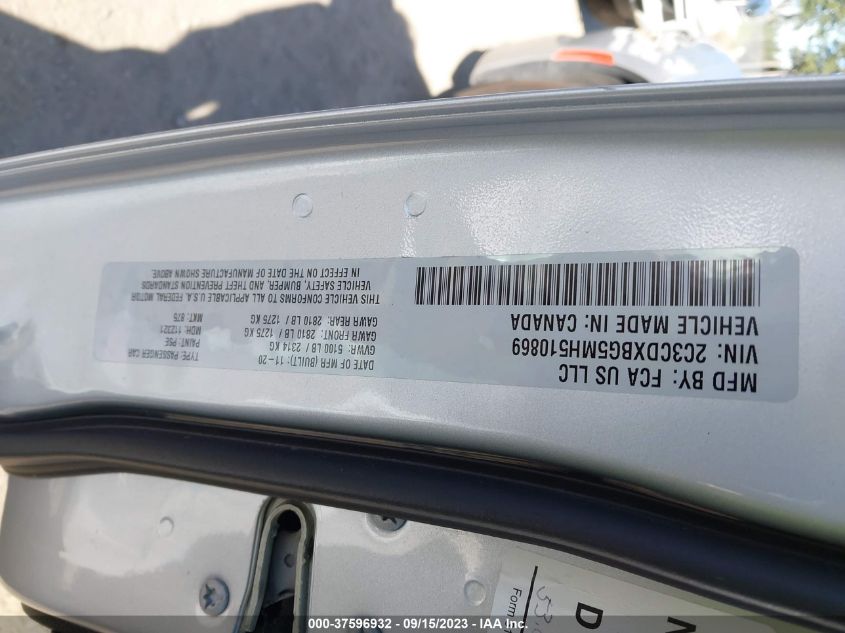 MFD BY: FCA US LLC
VIN: 2C3CDXBG5MH510869
VEHICLE MADE IN: CANADA
DATE OF MFR (BUILT): 11-20
GVWR: 5100 LB / 2314 KG
GAWR FRONT: 2810 LB / 1275 KG
GAWR REAR: 2810 LB / 1275 KG
TYPE: PASSENGER CAR
PAINT: PSE
MDH: 112321
MKT: 875
THIS VEHICLE CONFORMS TO ALL APPLICABLE U.S.A. FEDERAL MOTOR
VEHICLE SAFETY, BUMPER, AND THEFT PREVENTION STANDARDS
IN EFFECT ON THE DATE OF MANUFACTURE SHOWN ABOVE.
Form
D
000-37596932 - 09/15/2023 - IAA Inc.